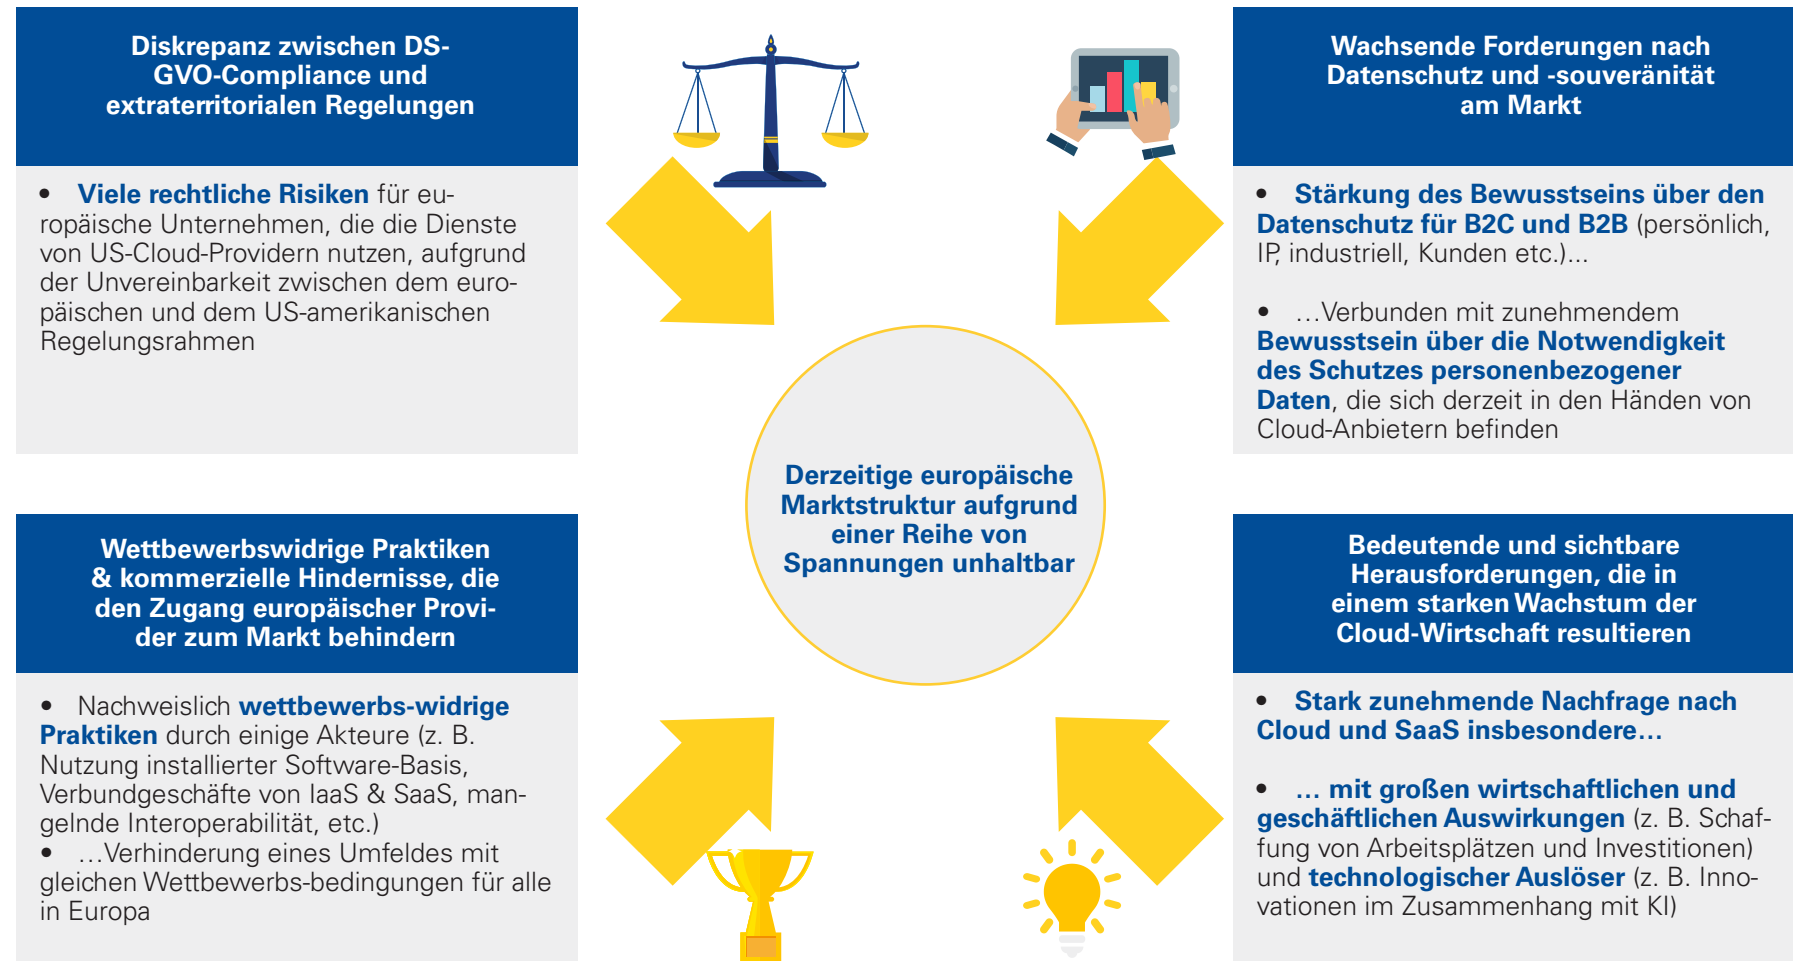 Diskrepanz zwischen DS-
GVO-Compliance und
extraterritorialen Regelungen
• Viele rechtliche Risiken für eu-
ropäische Unternehmen, die die Dienste
von US-Cloud-Providern nutzen, aufgrund
der Unvereinbarkeit zwischen dem euro-
päischen und dem US-amerikanischen
Regelungsrahmen
Wachsende Forderungen nach
Datenschutz und -souveränität
am Markt
• Stärkung des Bewusstseins über den
Datenschutz für B2C und B2B (persönlich,
IP, industriell, Kunden etc.)...
• …Verbunden mit zunehmendem
Bewusstsein über die Notwendigkeit
des Schutzes personenbezogener
Daten, die sich derzeit in den Händen von
Cloud-Anbietern befinden
Derzeitige europäische
Marktstruktur aufgrund
einer Reihe von
Spannungen unhaltbar
Wettbewerbswidrige Praktiken
& kommerzielle Hindernisse, die
den Zugang europäischer Provi-
der zum Markt behindern
• Nachweislich wettbewerbs-widrige
Praktiken durch einige Akteure (z. B.
Nutzung installierter Software-Basis,
Verbundgeschäfte von IaaS & SaaS, man-
gelnde Interoperabilität, etc.)
• …Verhinderung eines Umfeldes mit
gleichen Wettbewerbs-bedingungen für alle
in Europa
Bedeutende und sichtbare
Herausforderungen, die in
einem starken Wachstum der
Cloud-Wirtschaft resultieren
• Stark zunehmende Nachfrage nach
Cloud und SaaS insbesondere…
• … mit großen wirtschaftlichen und
geschäftlichen Auswirkungen (z. B. Schaf-
fung von Arbeitsplätzen und Investitionen)
und technologischer Auslöser (z. B. Inno-
vationen im Zusammenhang mit KI)